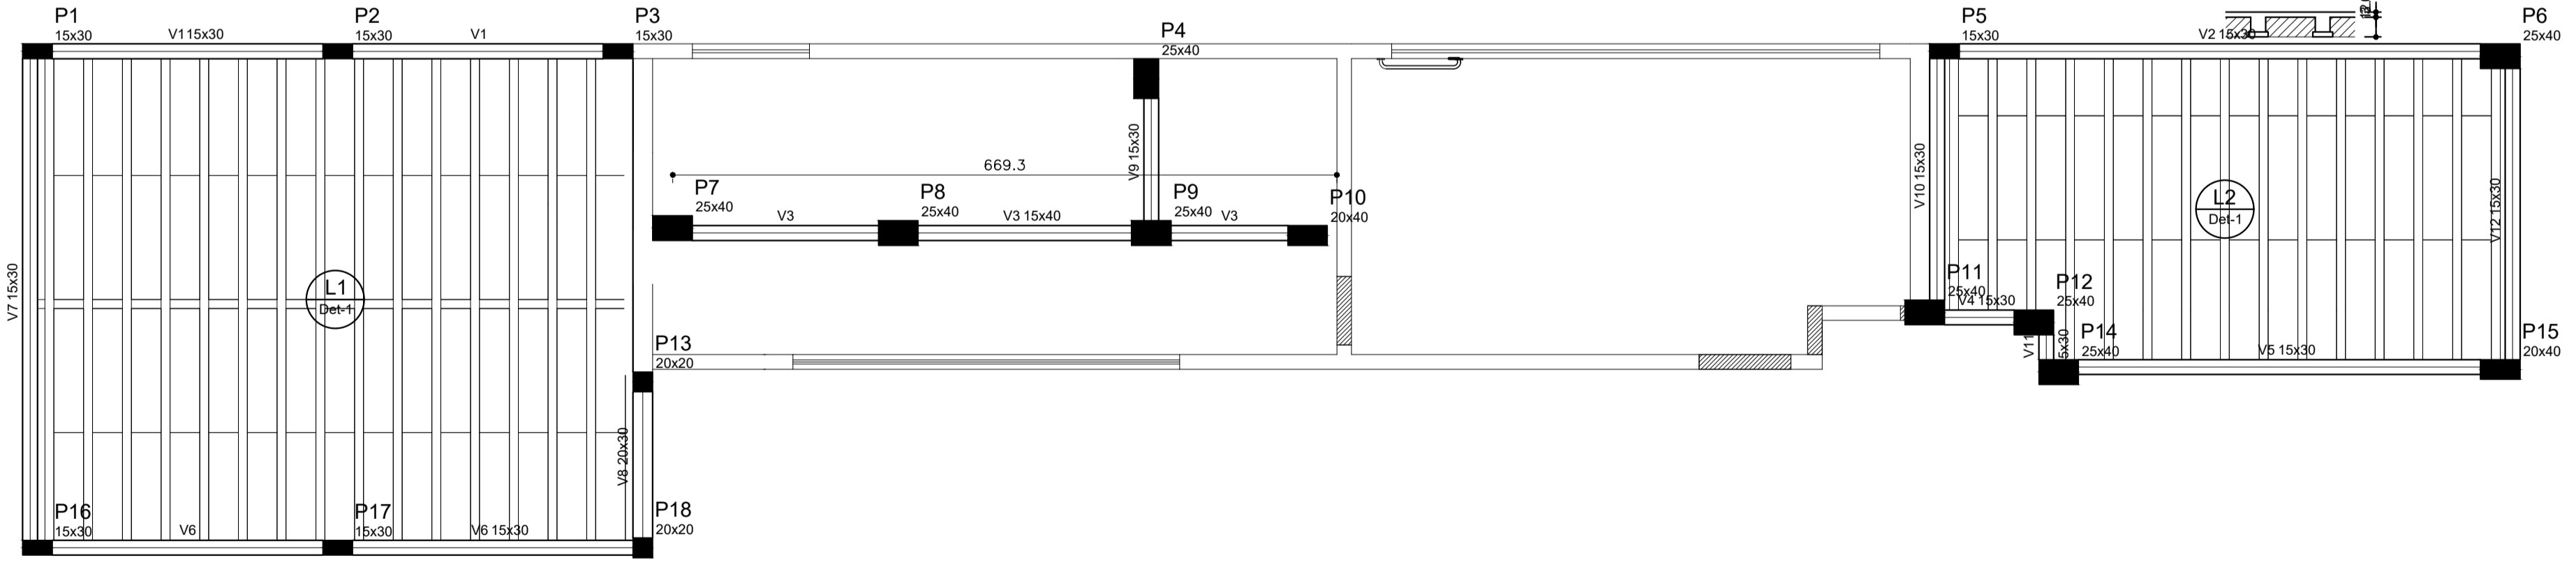 P1
15x30
V1 15x30
P2
15x30
V1
P3
15x30
P4
25x40
P5
15x30
V2 15x30
P6
25x40
669.3
V9 15x30
P7
25x40
V3
P8
25x40
V3 15x40
P9
25x40
V3
P10
20x40
V10 15x30
L2
Det-1
V12 15x30
V7 15x30
L1
Det-1
P11
25x40
V4 15x30
P12
25x40
V11
5x30
P13
20x20
P14
25x40
V5 15x30
P15
20x40
V8 20x30
P16
15x30
V6
P17
15x30
V6 15x30
P18
20x20